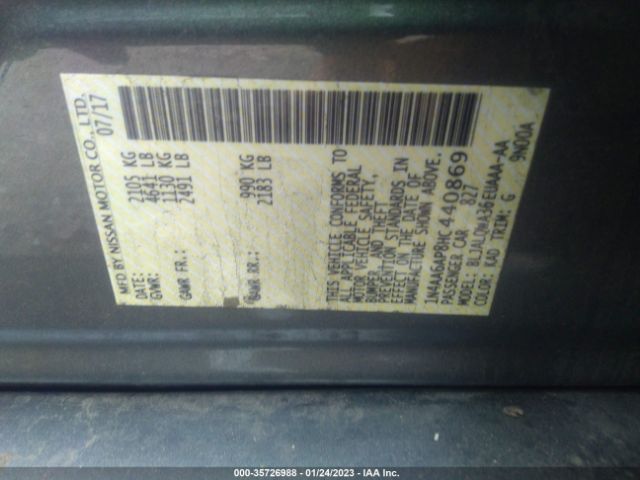 MFD BY NISSAN MOTOR CO., LTD.
DATE: 07/17
GVWR: 2105 KG
4641 LB
GAWR FR.: 1130 KG
2491 LB
GAWR RR.: 990 KG
2183 LB
THIS VEHICLE CONFORMS TO
ALL APPLICABLE FEDERAL
MOTOR VEHICLE SAFETY,
BUMPER, AND THEFT
PREVENTION STANDARDS IN
EFFECT ON THE DATE OF
MANUFACTURE SHOWN ABOVE.
1N4AA6AP8HC440869
PASSENGER CAR 827
MODEL: BLJALDWA36EUAAA-AA
COLOR: KAD TRIM: G 9N00A
000-35726988 - 01/24/2023 - IAA Inc.